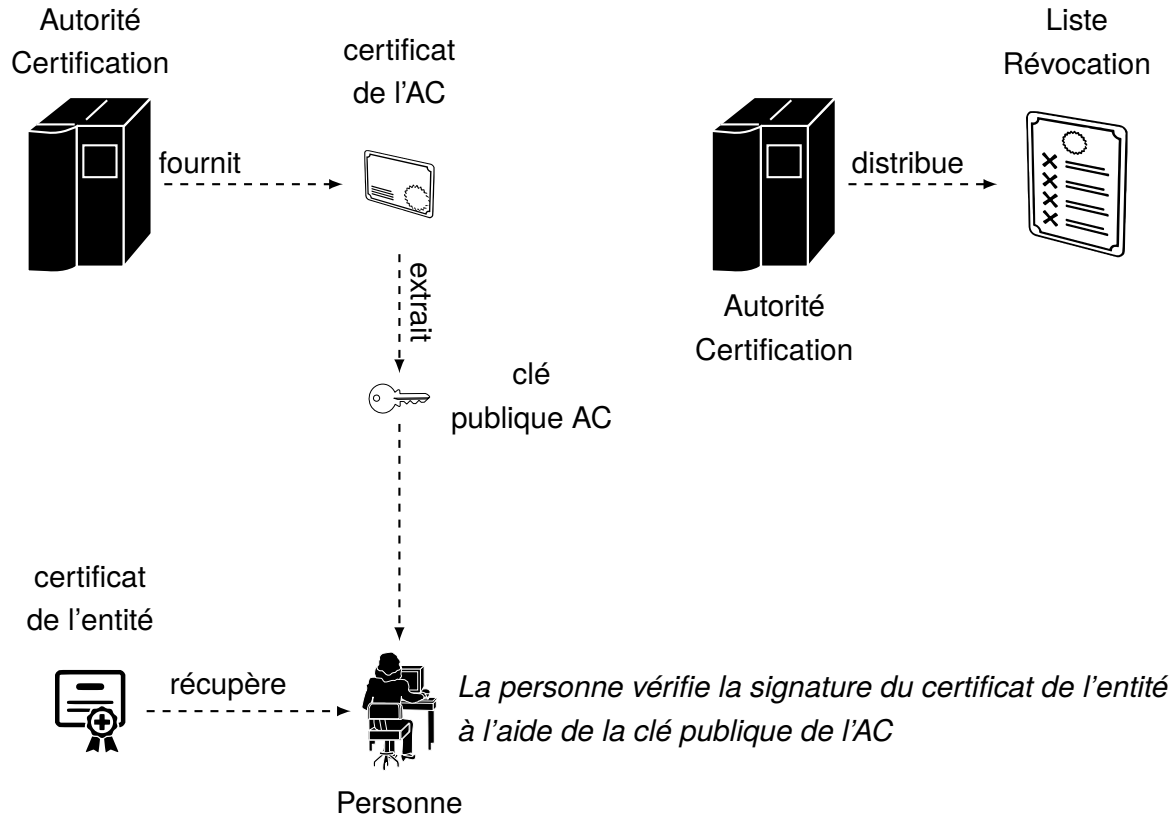 Autorité
Certification
certificat
de l'AC
fournit
extrait
clé
publique AC
Liste
Révocation
distribue
Autorité
Certification
certificat
de l'entité
récupère
La personne vérifie la signature du certificat de l'entité
à l'aide de la clé publique de l'AC
Personne